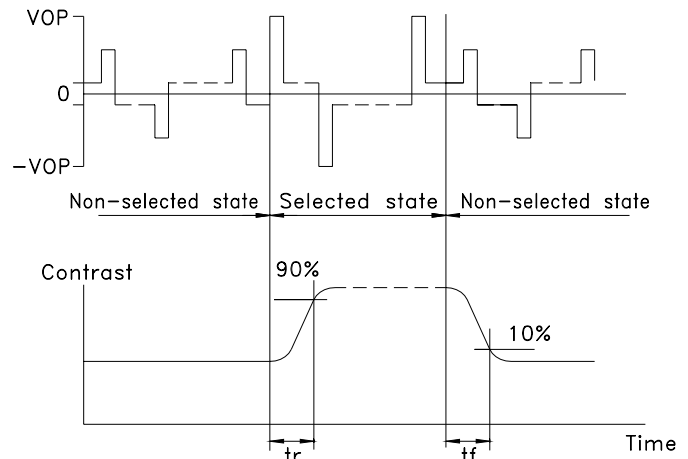 VOP
0
-VOP
Non-selected state
Selected state
Non-selected state
Contrast
90%
10%
Time
tr
tf